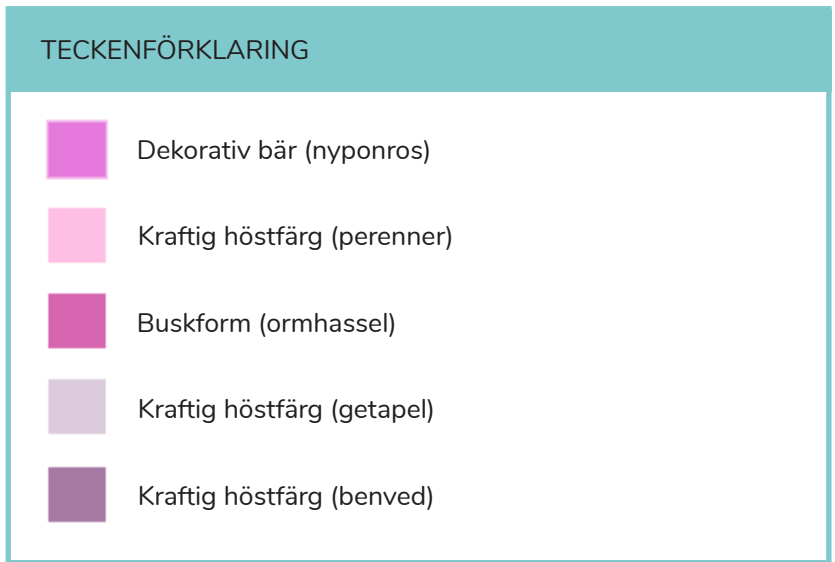 TECKENFÖRKLARING
Dekorativ bär (nyponros)
Kraftig höstfärg (perenner)
Buskform (ormhassel)
Kraftig höstfärg (getapel)
Kraftig höstfärg (benved)